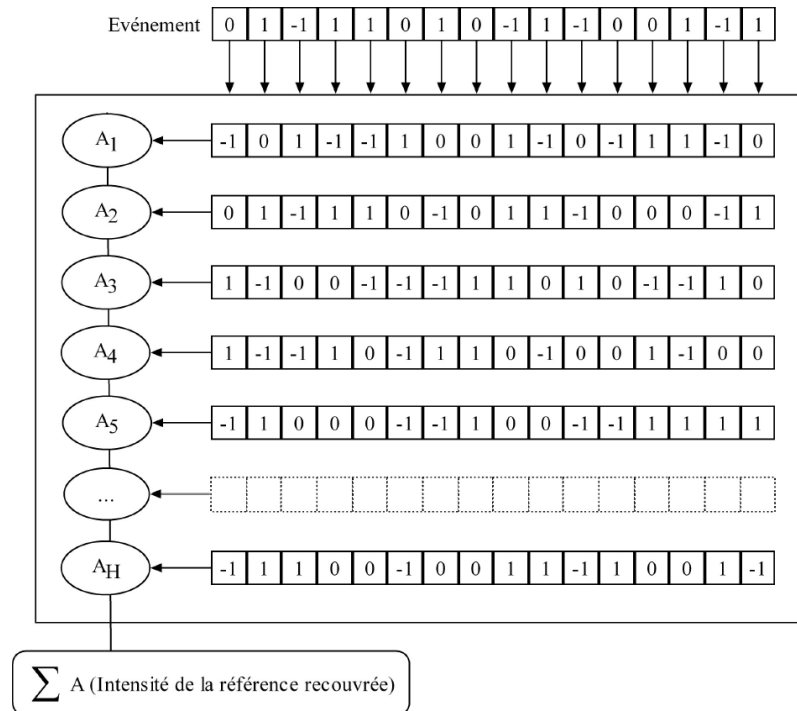 Evénement 0 1 -1 1 1 0 1 0 -1 1 -1 0 0 1 -1 1
A1 -1 0 1 -1 -1 1 0 0 1 -1 0 -1 1 1 -1 0
A2 0 1 -1 1 1 0 -1 0 1 1 -1 0 0 0 -1 1
A3 1 -1 0 0 -1 -1 -1 1 1 0 1 0 -1 -1 1 0
A4 1 -1 -1 1 0 -1 1 1 0 -1 0 0 1 -1 0 0
A5 -1 1 0 0 0 -1 -1 1 0 0 -1 -1 1 1 1 1
...
AH -1 1 1 0 0 -1 0 0 1 1 -1 1 0 0 1 -1
∑ A (Intensité de la référence recouvrée)